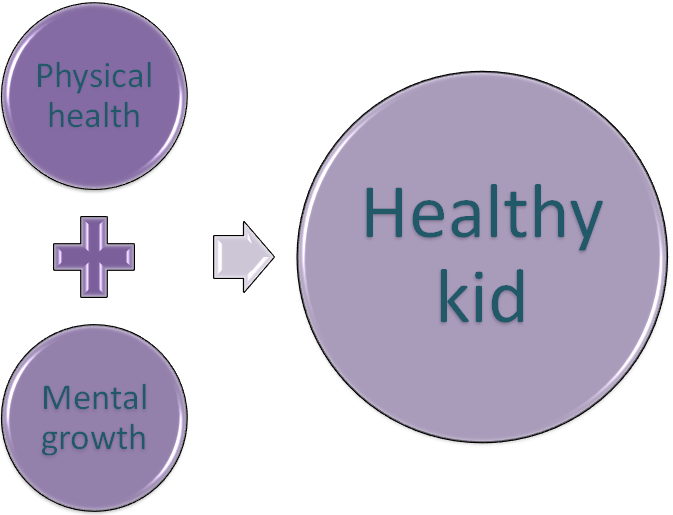 Physical
health
Mental
growth
Healthy
kid